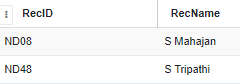 RecID RecName
ND08 S Mahajan
ND48 S Tripathi